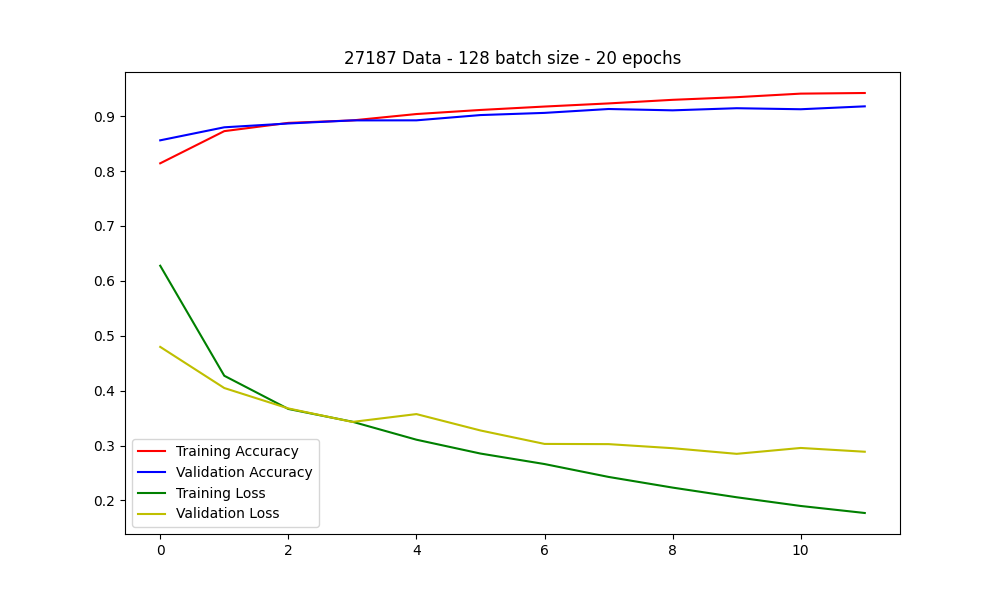 27187 Data - 128 batch size - 20 epochs
0.9
0.8
0.7
0.6
0.5
0.4
0.3
0.2
Training Accuracy
Validation Accuracy
Training Loss
Validation Loss
0 2 4 6 8 10